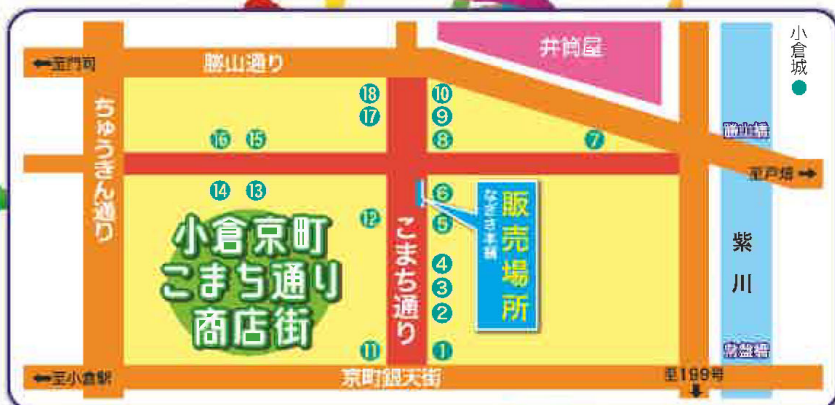 小倉城
井筒屋
←至門司
勝山通り
ちゅうぎん通り
⑱
⑩
⑰
⑨
⑯
⑮
⑧
⑦
勝山橋
至戸畑→
⑭
⑬
⑥
⑫
⑤
販売場所
なぎさ本舗
こまち通り
小倉京町
こまち通り
商店街
④
③
②
紫川
⑪
①
常盤橋
←至小倉駅
京町銀天街
至199号
↓